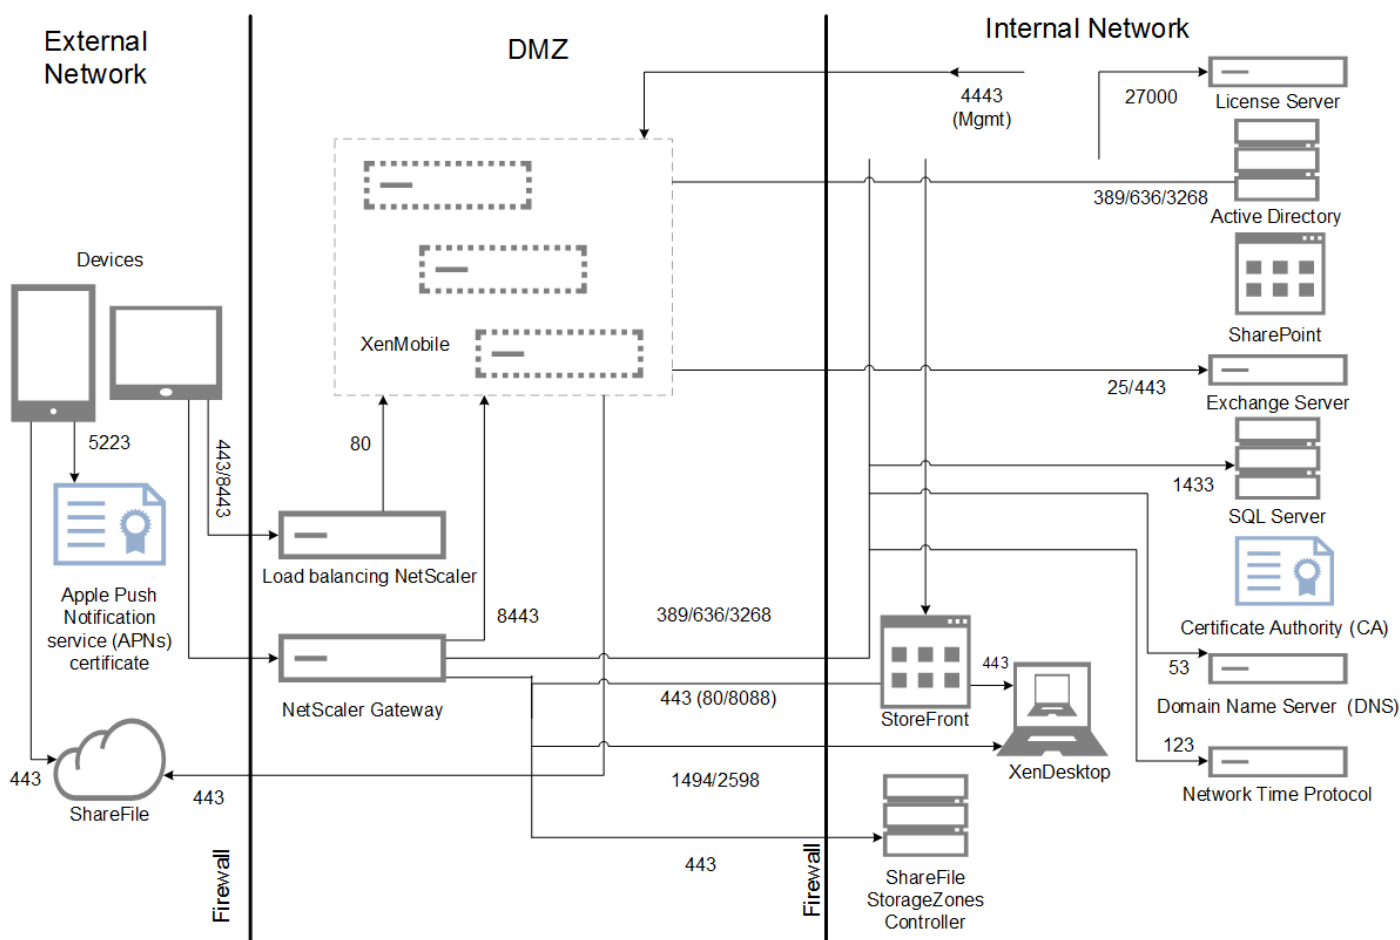 External
Network
DMZ
Internal Network
4443
(Mgmt)
27000
License Server
389/636/3268
Active Directory
Devices
SharePoint
XenMobile
25/443
Exchange Server
5223
443/8443
80
1433
SQL Server
Load balancing NetScaler
Apple Push
Notification
service (APNs)
certificate
8443
389/636/3268
Certificate Authority (CA)
443
53
NetScaler Gateway
443 (80/8088)
StoreFront
Domain Name Server (DNS)
123
443
443
1494/2598
XenDesktop
Network Time Protocol
ShareFile
Firewall
443
Firewall
ShareFile
StorageZones
Controller